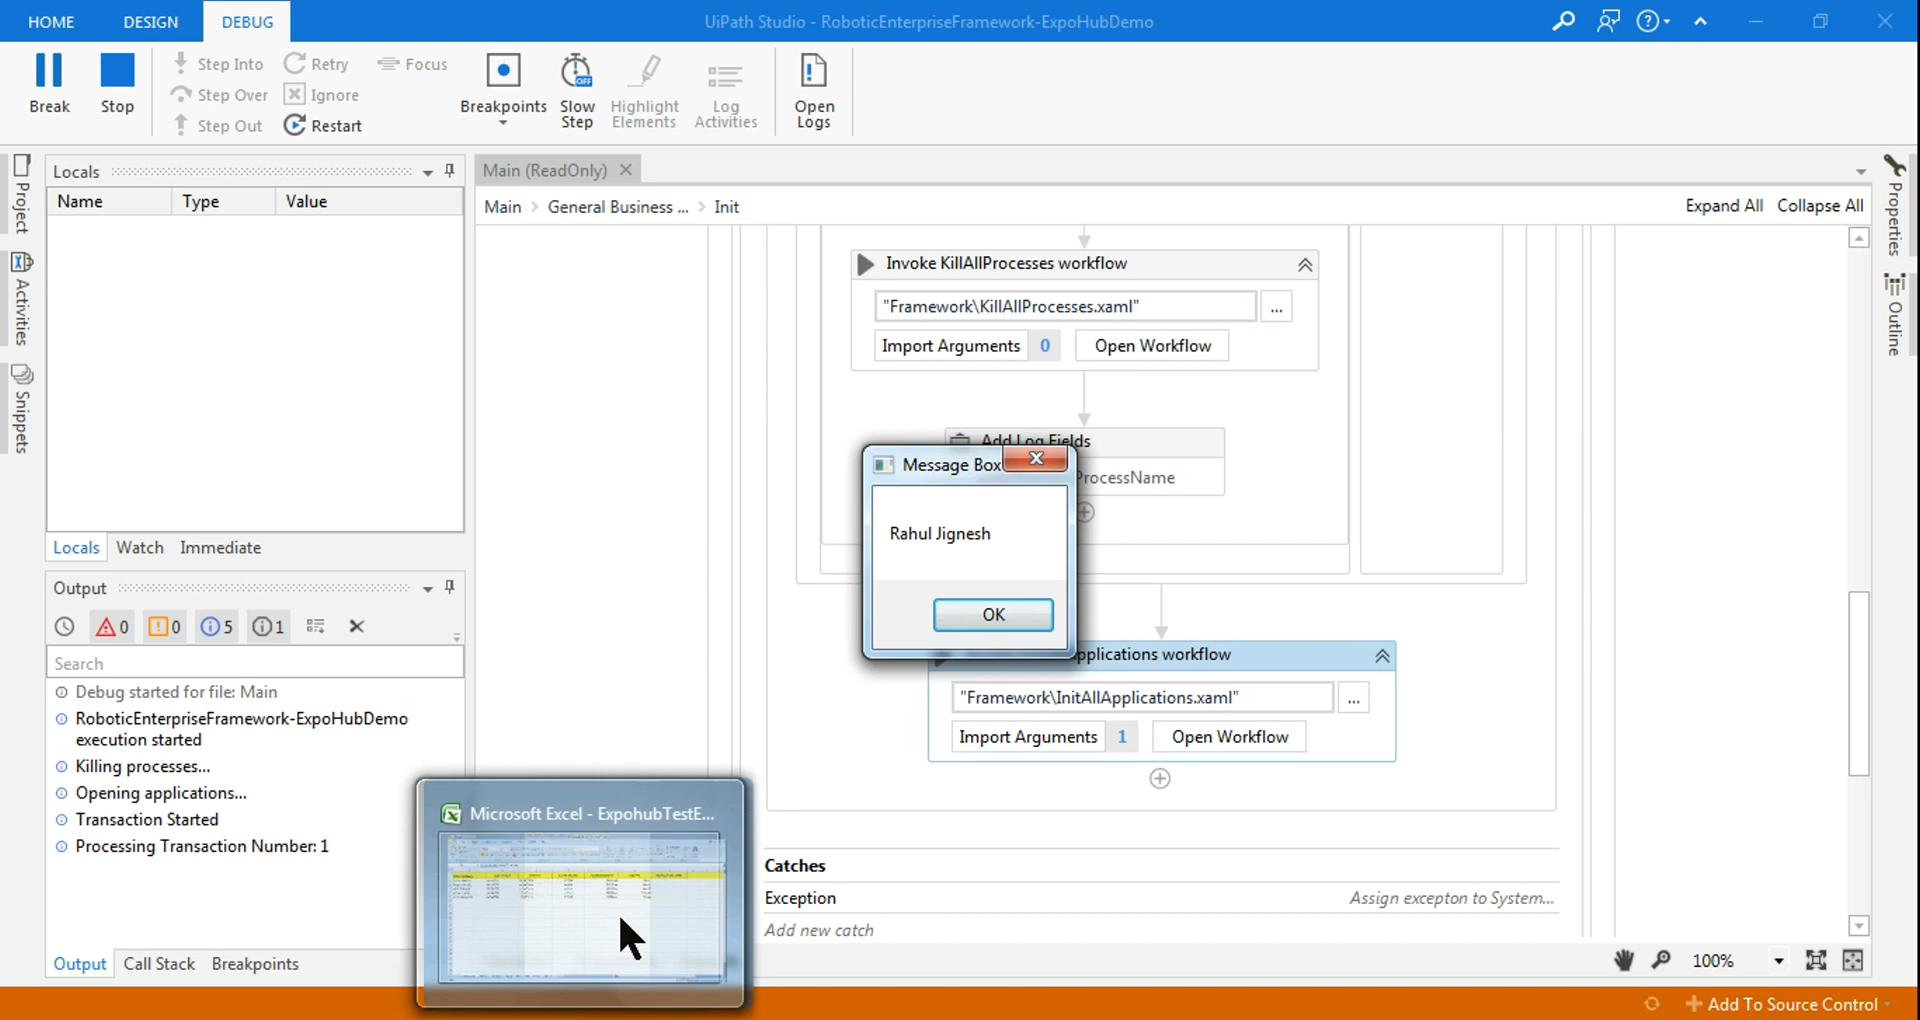 HOME DESIGN DEBUG
UiPath Studio - RoboticEnterpriseFramework-ExpoHubDemo
Break
Stop
Step Into
Step Over
Step Out
Retry
Ignore
Restart
Focus
Breakpoints
Slow
Step
OFF
Highlight
Elements
Log
Activities
Open
Logs
Project
Activities
Snippets
Locals
Name Type Value
Locals Watch Immediate
Output
0 0 5 1
Search
Debug started for file: Main
RoboticEnterpriseFramework-ExpoHubDemo
execution started
Killing processes...
Opening applications...
Transaction Started
Processing Transaction Number: 1
Output Call Stack Breakpoints
Main (ReadOnly)
Main > General Business ... > Init
Expand All Collapse All
Invoke KillAllProcesses workflow
"Framework\KillAllProcesses.xaml"
...
Import Arguments 0 Open Workflow
Add Log Fields
ProcessName
Message Box
Rahul Jignesh
OK
pplications workflow
"Framework\InitAllApplications.xaml"
...
Import Arguments 1 Open Workflow
Catches
Exception Assign excepton to System...
Add new catch
Microsoft Excel - ExpohubTestE...
100%
Add To Source Control
Properties
Outline